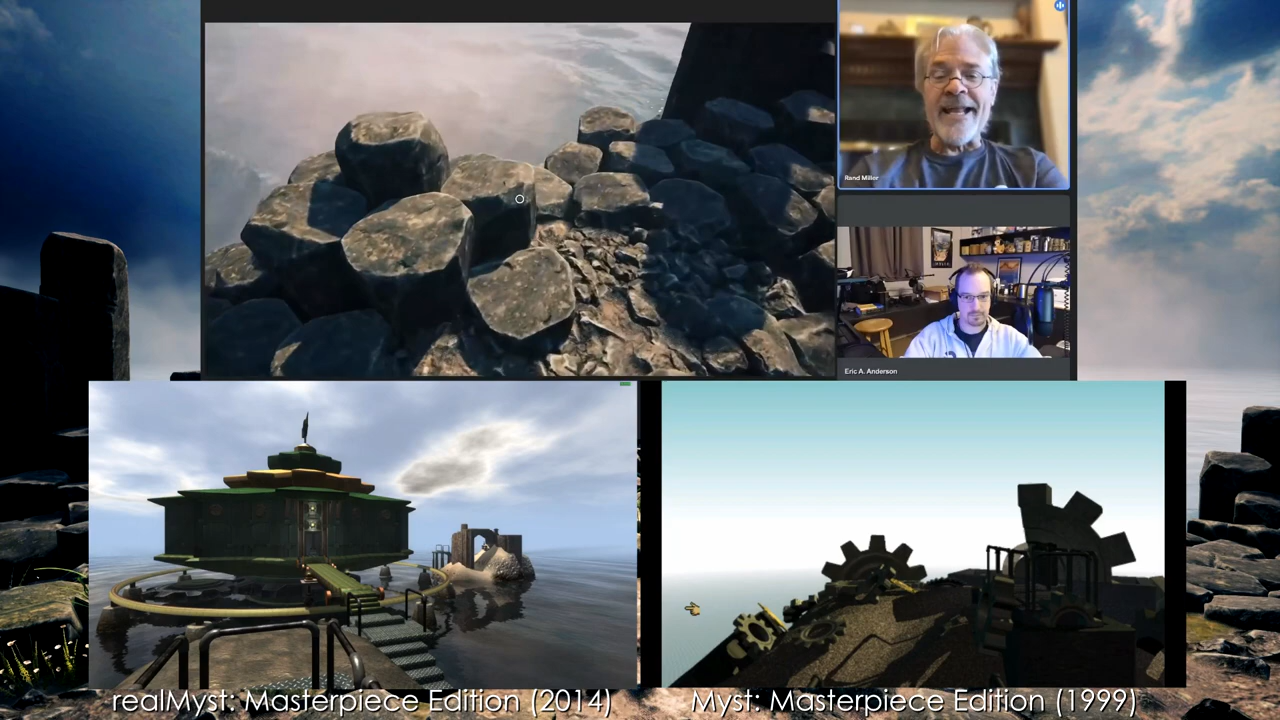 Rand Miller
Eric A. Anderson
realMyst: Masterpiece Edition (2014)
Myst: Masterpiece Edition (1999)